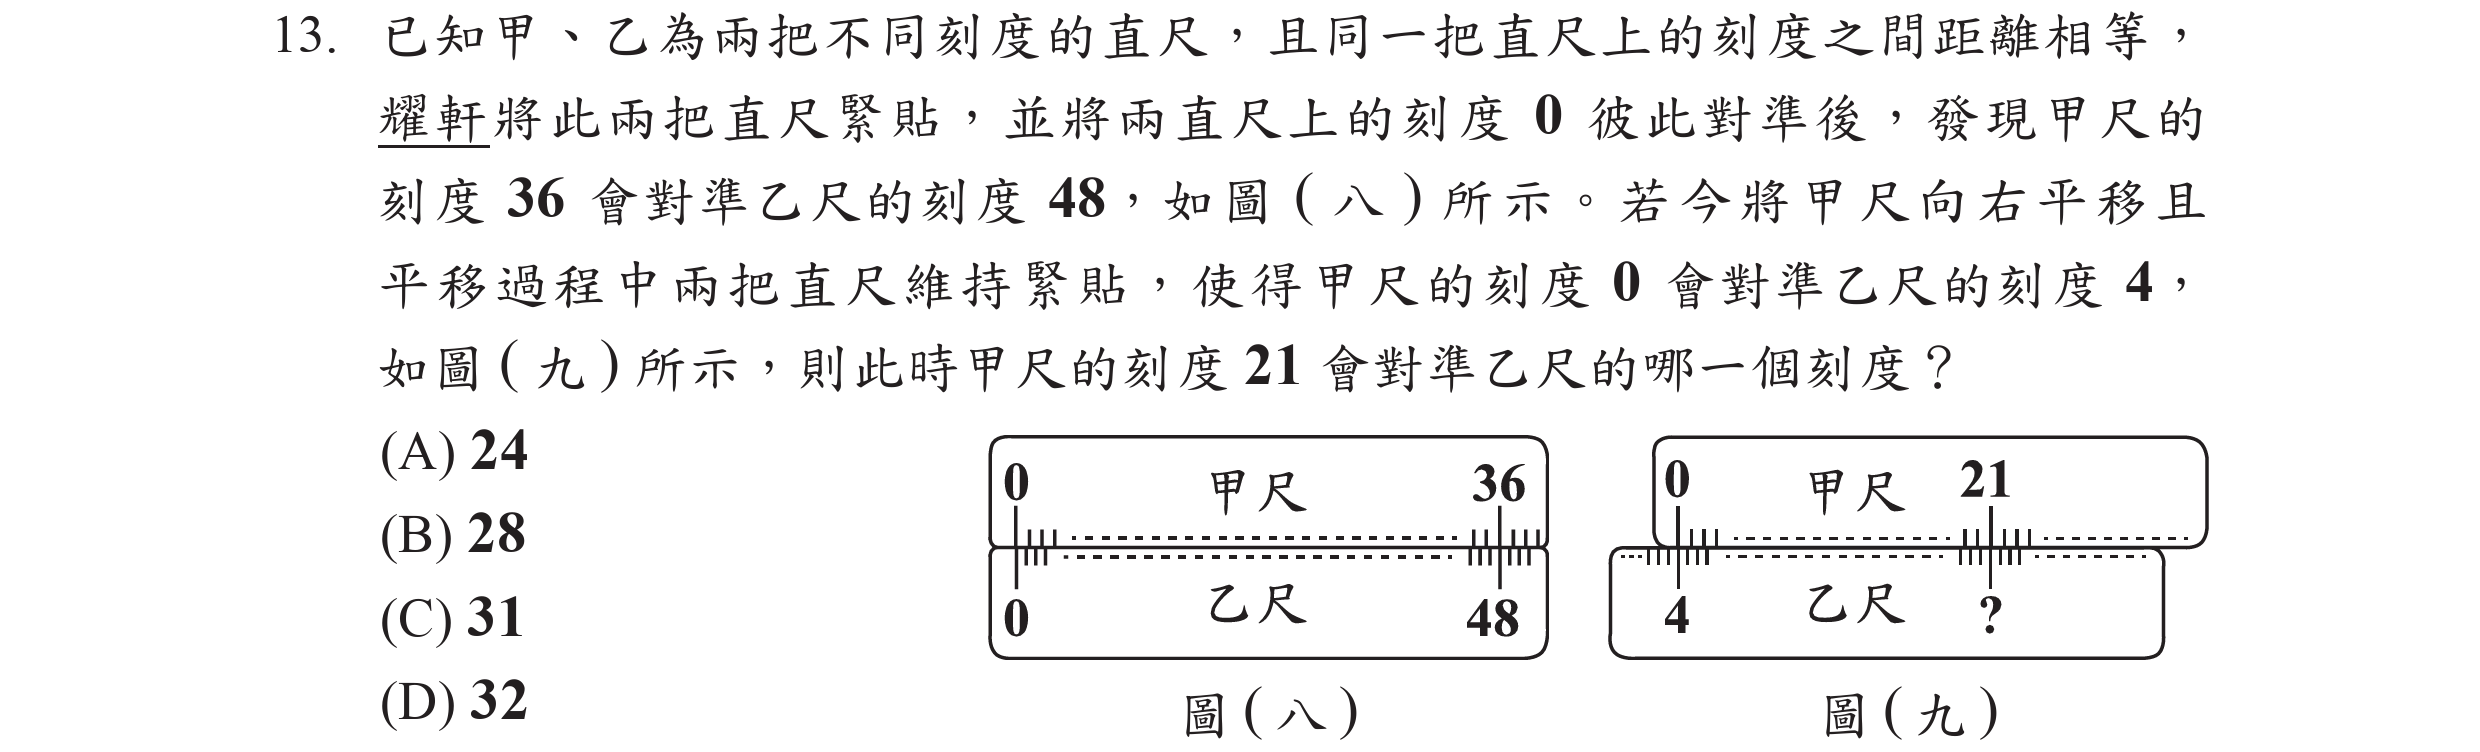 13. 已知甲、乙為兩把不同刻度的直尺，且同一把直尺上的刻度之間距離相等，
耀軒將此兩把直尺緊貼，並將兩直尺上的刻度 0 彼此對準後，發現甲尺的
刻度 36 會對準乙尺的刻度 48，如圖(八)所示。若今將甲尺向右平移且
平移過程中兩把直尺維持緊貼，使得甲尺的刻度 0 會對準乙尺的刻度 4，
如圖(九)所示，則此時甲尺的刻度 21 會對準乙尺的哪一個刻度？
(A) 24
(B) 28
(C) 31
(D) 32
0 甲尺 36
乙尺
0 48
圖(八)
0 甲尺 21
乙尺
4 ?
圖(九)